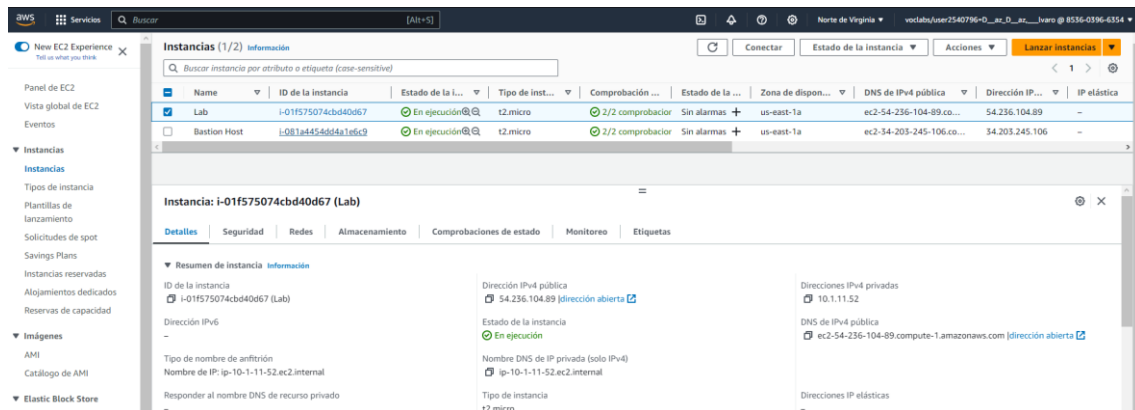 aws Servicios Buscar [Alt+S] Norte de Virginia voclabs/user2540796=D__az_D__az,___lvaro @ 8536-0396-6354
New EC2 Experience
Tell us what you think
Panel de EC2
Vista global de EC2
Eventos
Instancias
Instancias
Tipos de instancia
Plantillas de
lanzamiento
Solicitudes de spot
Savings Plans
Instancias reservadas
Alojamientos dedicados
Reservas de capacidad
Imágenes
AMI
Catálogo de AMI
Elastic Block Store
Instancias (1/2) Información Conectar Estado de la instancia Acciones Lanzar instancias
Buscar instancia por atributo o etiqueta (case-sensitive) 1
Name ID de la instancia Estado de la i... Tipo de inst... Comprobación ... Estado de la ... Zona de dispon... DNS de IPv4 pública Dirección IP... IP elástica
Lab i-01f575074cbd40d67 En ejecución t2.micro 2/2 comprobacior Sin alarmas + us-east-1a ec2-54-236-104-89.co... 54.236.104.89 –
Bastion Host i-081a4454dd4a1e6c9 En ejecución t2.micro 2/2 comprobacior Sin alarmas + us-east-1a ec2-34-203-245-106.co... 34.203.245.106 –
Instancia: i-01f575074cbd40d67 (Lab)
Detalles Seguridad Redes Almacenamiento Comprobaciones de estado Monitoreo Etiquetas
Resumen de instancia Información
ID de la instancia Dirección IPv4 pública Direcciones IPv4 privadas
i-01f575074cbd40d67 (Lab) 54.236.104.89 |dirección abierta 10.1.11.52
Dirección IPv6 Estado de la instancia DNS de IPv4 pública
– En ejecución ec2-54-236-104-89.compute-1.amazonaws.com |dirección abierta
Tipo de nombre de anfitrión Nombre DNS de IP privada (solo IPv4)
Nombre de IP: ip-10-1-11-52.ec2.internal ip-10-1-11-52.ec2.internal
Responder al nombre DNS de recurso privado Tipo de instancia Direcciones IP elásticas
– t2.micro –